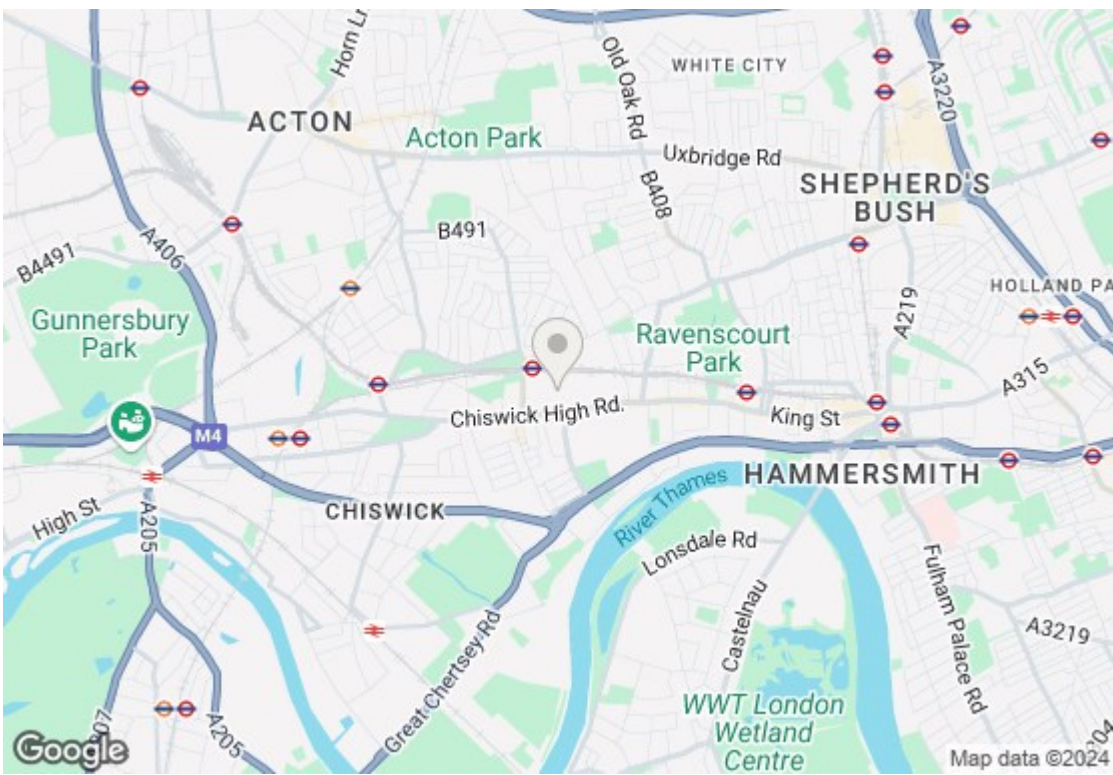 Horn Ln
Old Oak Rd
WHITE CITY
A3220
ACTON
Acton Park
Uxbridge Rd
B408
SHEPHERD'S
BUSH
B491
A406
B4491
A219
HOLLAND PA
Gunnersbury
Park
Ravenscourt
Park
A315
Chiswick High Rd.
King St
M4
HAMMERSMITH
River Thames
CHISWICK
High St
A205
Lonsdale Rd
Fulham Palace Rd
Castelnau
A3219
Great Chertsey Rd
WWT London
Wetland
Centre
307
A205
304
Google
Map data ©2024